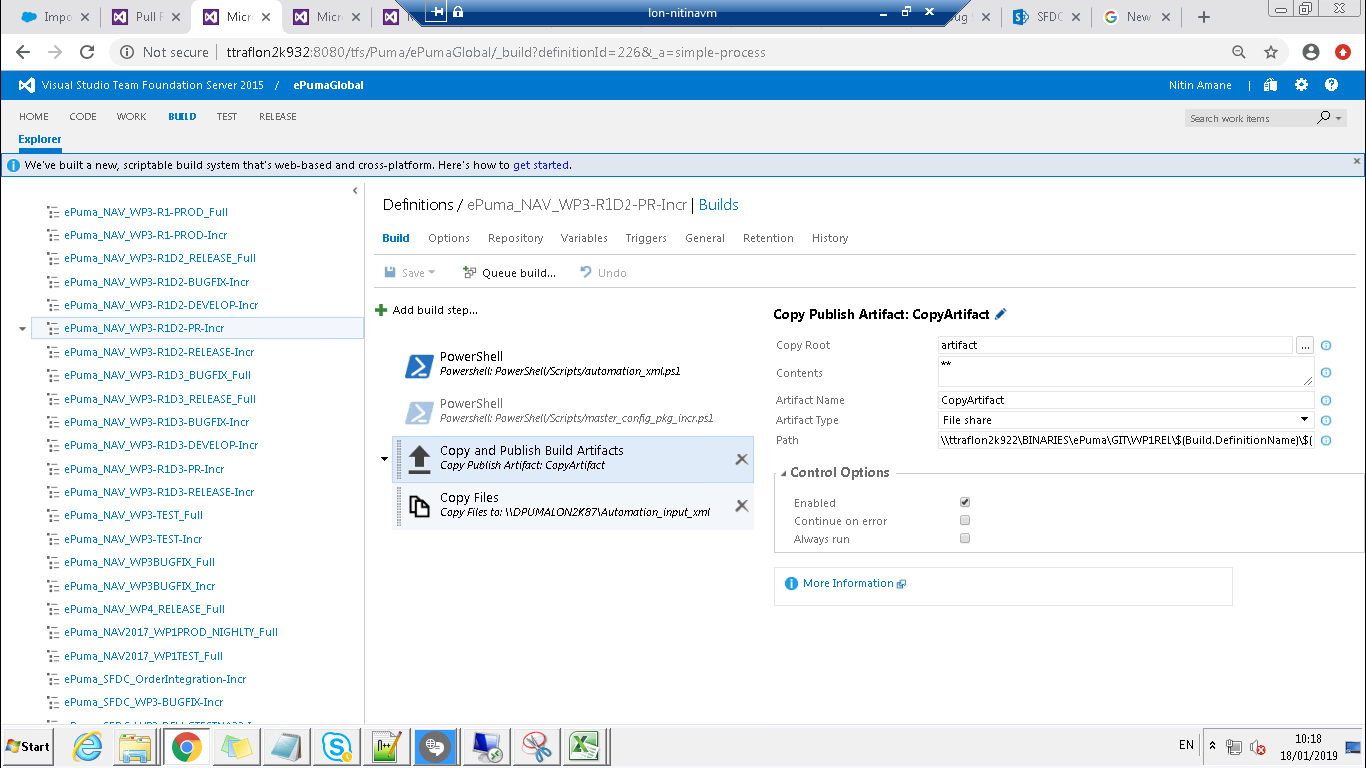 lon-nitinavm
Impo
Pull F
Micro
Micro
SFDC
New
Not secure | ttraflon2k932:8080/tfs/Puma/ePumaGlobal/_build?definitionId=226&_a=simple-process
Visual Studio Team Foundation Server 2015 / ePumaGlobal
Nitin Amane
HOME CODE WORK BUILD TEST RELEASE
Search work items
Explorer
We've built a new, scriptable build system that's web-based and cross-platform. Here's how to get started.
ePuma_NAV_WP3-R1-PROD_Full
ePuma_NAV_WP3-R1-PROD-Incr
ePuma_NAV_WP3-R1D2_RELEASE_Full
ePuma_NAV_WP3-R1D2-BUGFIX-Incr
ePuma_NAV_WP3-R1D2-DEVELOP-Incr
ePuma_NAV_WP3-R1D2-PR-Incr
ePuma_NAV_WP3-R1D2-RELEASE-Incr
ePuma_NAV_WP3-R1D3_BUGFIX_Full
ePuma_NAV_WP3-R1D3_RELEASE_Full
ePuma_NAV_WP3-R1D3-BUGFIX-Incr
ePuma_NAV_WP3-R1D3-DEVELOP-Incr
ePuma_NAV_WP3-R1D3-PR-Incr
ePuma_NAV_WP3-R1D3-RELEASE-Incr
ePuma_NAV_WP3-TEST_Full
ePuma_NAV_WP3-TEST-Incr
ePuma_NAV_WP3BUGFIX_Full
ePuma_NAV_WP3BUGFIX_Incr
ePuma_NAV_WP4_RELEASE_Full
ePuma_NAV2017_WP1PROD_NIGHLTY_Full
ePuma_NAV2017_WP1TEST_Full
ePuma_SFDC_OrderIntegration-Incr
ePuma_SFDC_WP3-BUGFIX-Incr
Definitions / ePuma_NAV_WP3-R1D2-PR-Incr | Builds
Build Options Repository Variables Triggers General Retention History
Save Queue build... Undo
Add build step...
PowerShell
Powershell: PowerShell/Scripts/automation_xml.ps1
PowerShell
PowerShell: PowerShell/Scripts/master_config_pkg_incr.ps1
Copy and Publish Build Artifacts
Copy Publish Artifact: CopyArtifact
Copy Files
Copy Files to: \\DPUMALON2K87\Automation_input_xml
Copy Publish Artifact: CopyArtifact
Copy Root artifact ...
Contents **
Artifact Name CopyArtifact
Artifact Type File share
Path \\ttraflon2k922\BINARIES\ePuma\GIT\WP1REL\$(Build.DefinitionName)\$(
Control Options
Enabled
Continue on error
Always run
More Information
Start
EN
10:18
18/01/2019